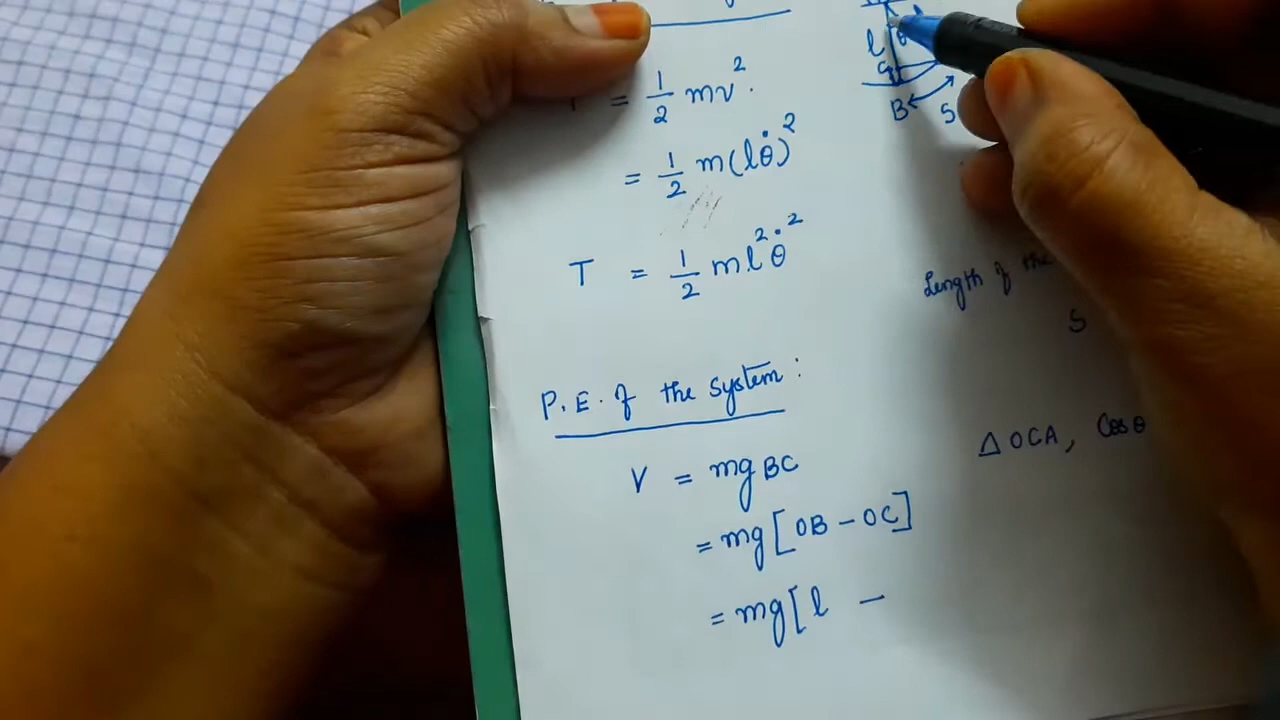 T = 1/2 mv².
= 1/2 m(lθ̇)²
T = 1/2 ml²θ̇²
P.E. of the system:
V = mg BC
= mg[OB − OC]
= mg[l −
l θ
C
B S
Length of the
S
Δ OCA, Cos θ